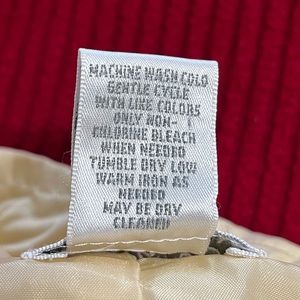 MACHINE WASH COLD
GENTLE CYCLE
WITH LIKE COLORS
ONLY NON-
CHLORINE BLEACH
WHEN NEEDED
TUMBLE DRY LOW
WARM IRON AS
NEEDED
MAY BE DRY
CLEANED